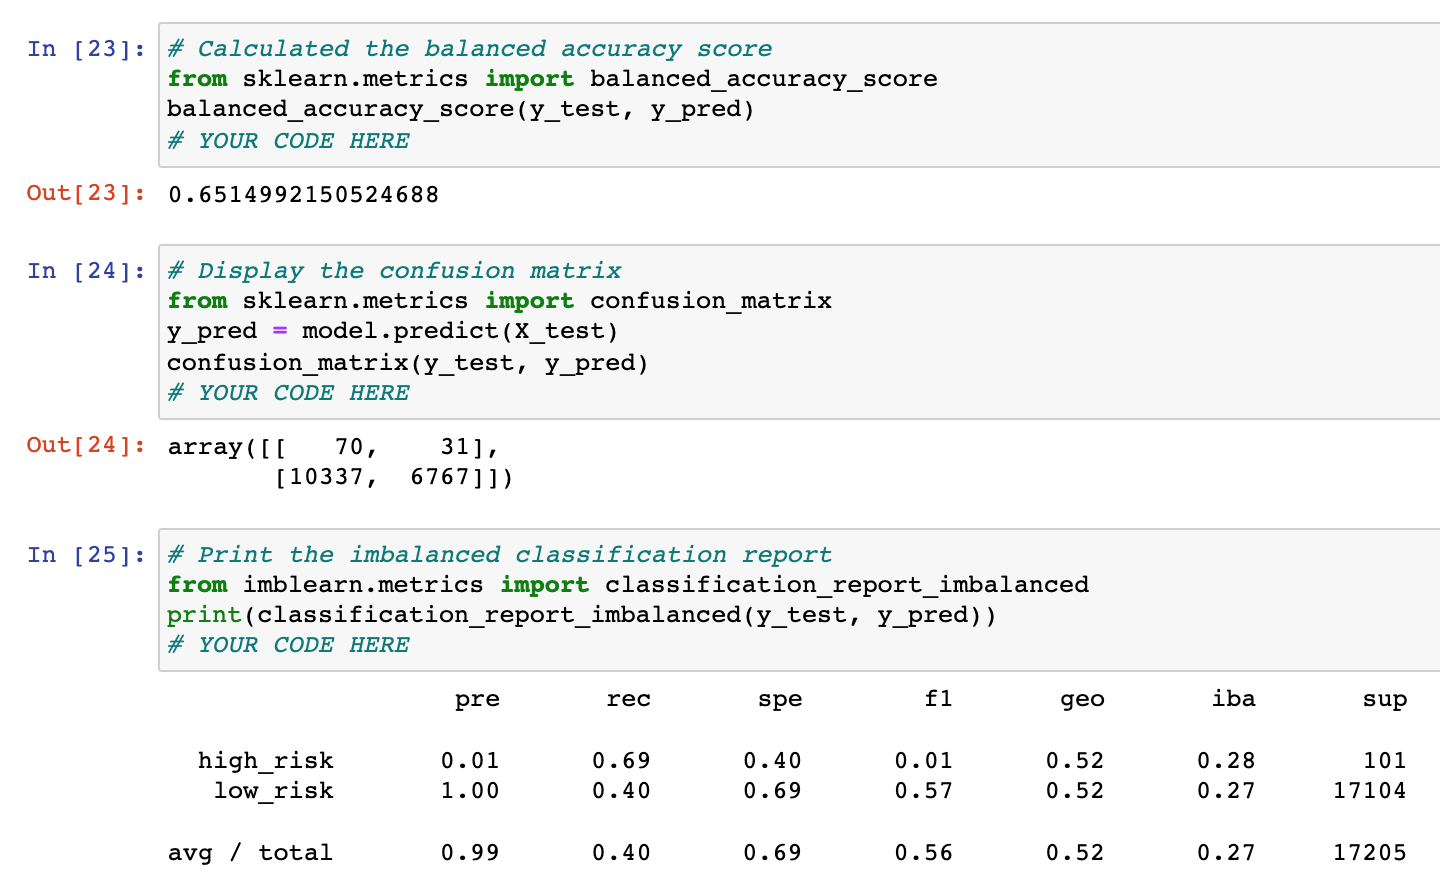 In [23]: # Calculated the balanced accuracy score
from sklearn.metrics import balanced_accuracy_score
balanced_accuracy_score(y_test, y_pred)
# YOUR CODE HERE
Out[23]: 0.6514992150524688
In [24]: # Display the confusion matrix
from sklearn.metrics import confusion_matrix
y_pred = model.predict(X_test)
confusion_matrix(y_test, y_pred)
# YOUR CODE HERE
Out[24]: array([[   70,    31],
       [10337,  6767]])
In [25]: # Print the imbalanced classification report
from imblearn.metrics import classification_report_imbalanced
print(classification_report_imbalanced(y_test, y_pred))
# YOUR CODE HERE
pre rec spe f1 geo iba sup
high_risk 0.01 0.69 0.40 0.01 0.52 0.28 101
low_risk 1.00 0.40 0.69 0.57 0.52 0.27 17104
avg / total 0.99 0.40 0.69 0.56 0.52 0.27 17205